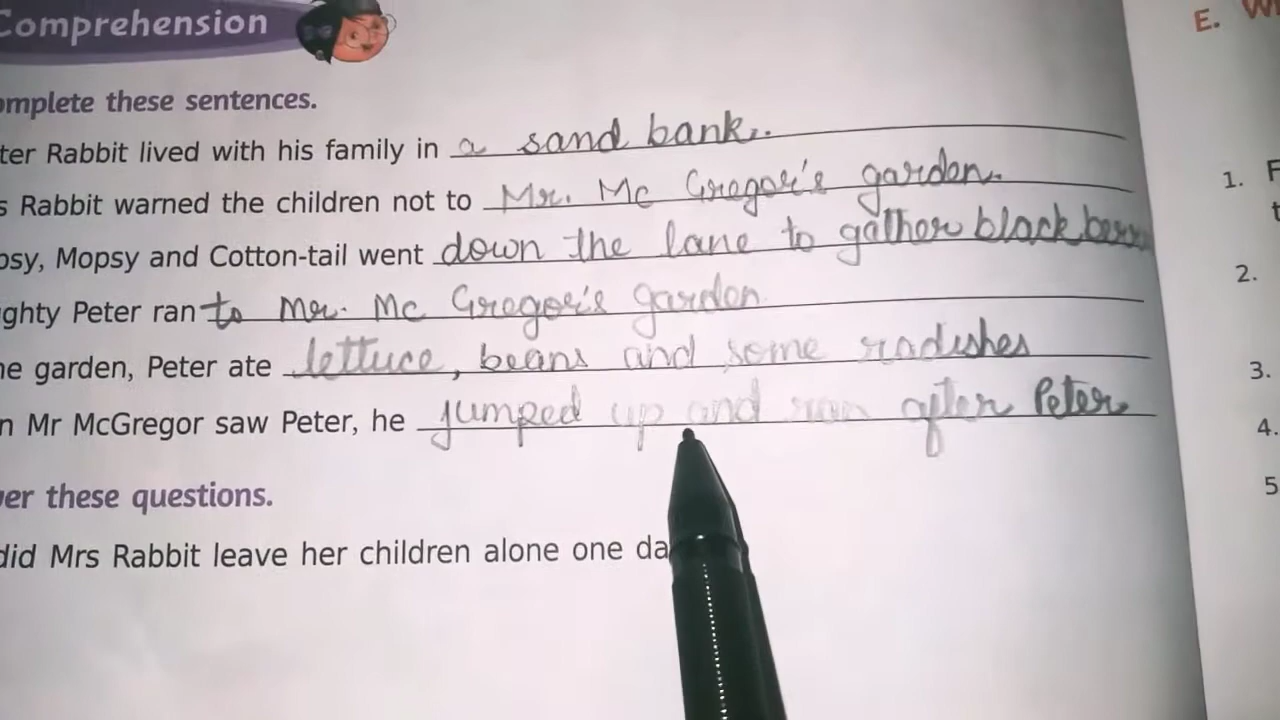 Comprehension
omplete these sentences.
ter Rabbit lived with his family in a sand bank.
s Rabbit warned the children not to Mr. Mc Gregor's garden.
psy, Mopsy and Cotton-tail went down the lane to gather blackberr
ghty Peter ran to Mr. Mc Gregor's garden
he garden, Peter ate lettuce, beans and some radishes
n Mr McGregor saw Peter, he jumped up and ran after Peter
er these questions.
did Mrs Rabbit leave her children alone one da
E. W
1. F
t
2.
3.
4.
5